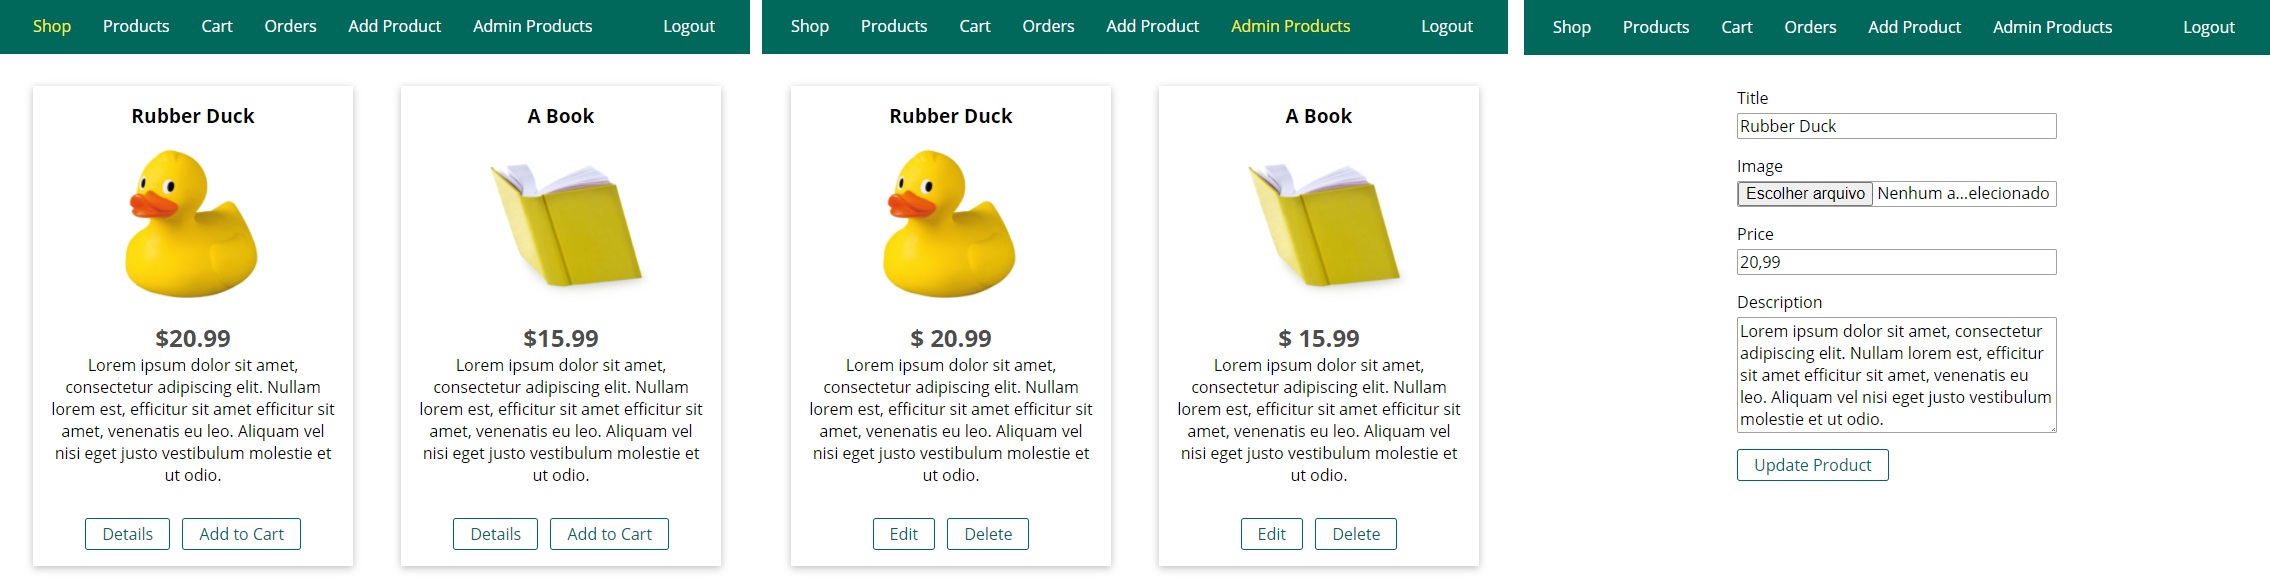 Shop Products Cart Orders Add Product Admin Products Logout
Rubber Duck
$20.99
Lorem ipsum dolor sit amet,
consectetur adipiscing elit. Nullam
lorem est, efficitur sit amet efficitur sit
amet, venenatis eu leo. Aliquam vel
nisi eget justo vestibulum molestie et
ut odio.
Details Add to Cart
A Book
$15.99
Lorem ipsum dolor sit amet,
consectetur adipiscing elit. Nullam
lorem est, efficitur sit amet efficitur sit
amet, venenatis eu leo. Aliquam vel
nisi eget justo vestibulum molestie et
ut odio.
Details Add to Cart
Shop Products Cart Orders Add Product Admin Products Logout
Rubber Duck
$ 20.99
Lorem ipsum dolor sit amet,
consectetur adipiscing elit. Nullam
lorem est, efficitur sit amet efficitur sit
amet, venenatis eu leo. Aliquam vel
nisi eget justo vestibulum molestie et
ut odio.
Edit Delete
A Book
$ 15.99
Lorem ipsum dolor sit amet,
consectetur adipiscing elit. Nullam
lorem est, efficitur sit amet efficitur sit
amet, venenatis eu leo. Aliquam vel
nisi eget justo vestibulum molestie et
ut odio.
Edit Delete
Shop Products Cart Orders Add Product Admin Products Logout
Title
Rubber Duck
Image
Escolher arquivo Nenhum a...elecionado
Price
20,99
Description
Lorem ipsum dolor sit amet, consectetur
adipiscing elit. Nullam lorem est, efficitur
sit amet efficitur sit amet, venenatis eu
leo. Aliquam vel nisi eget justo vestibulum
molestie et ut odio.
Update Product